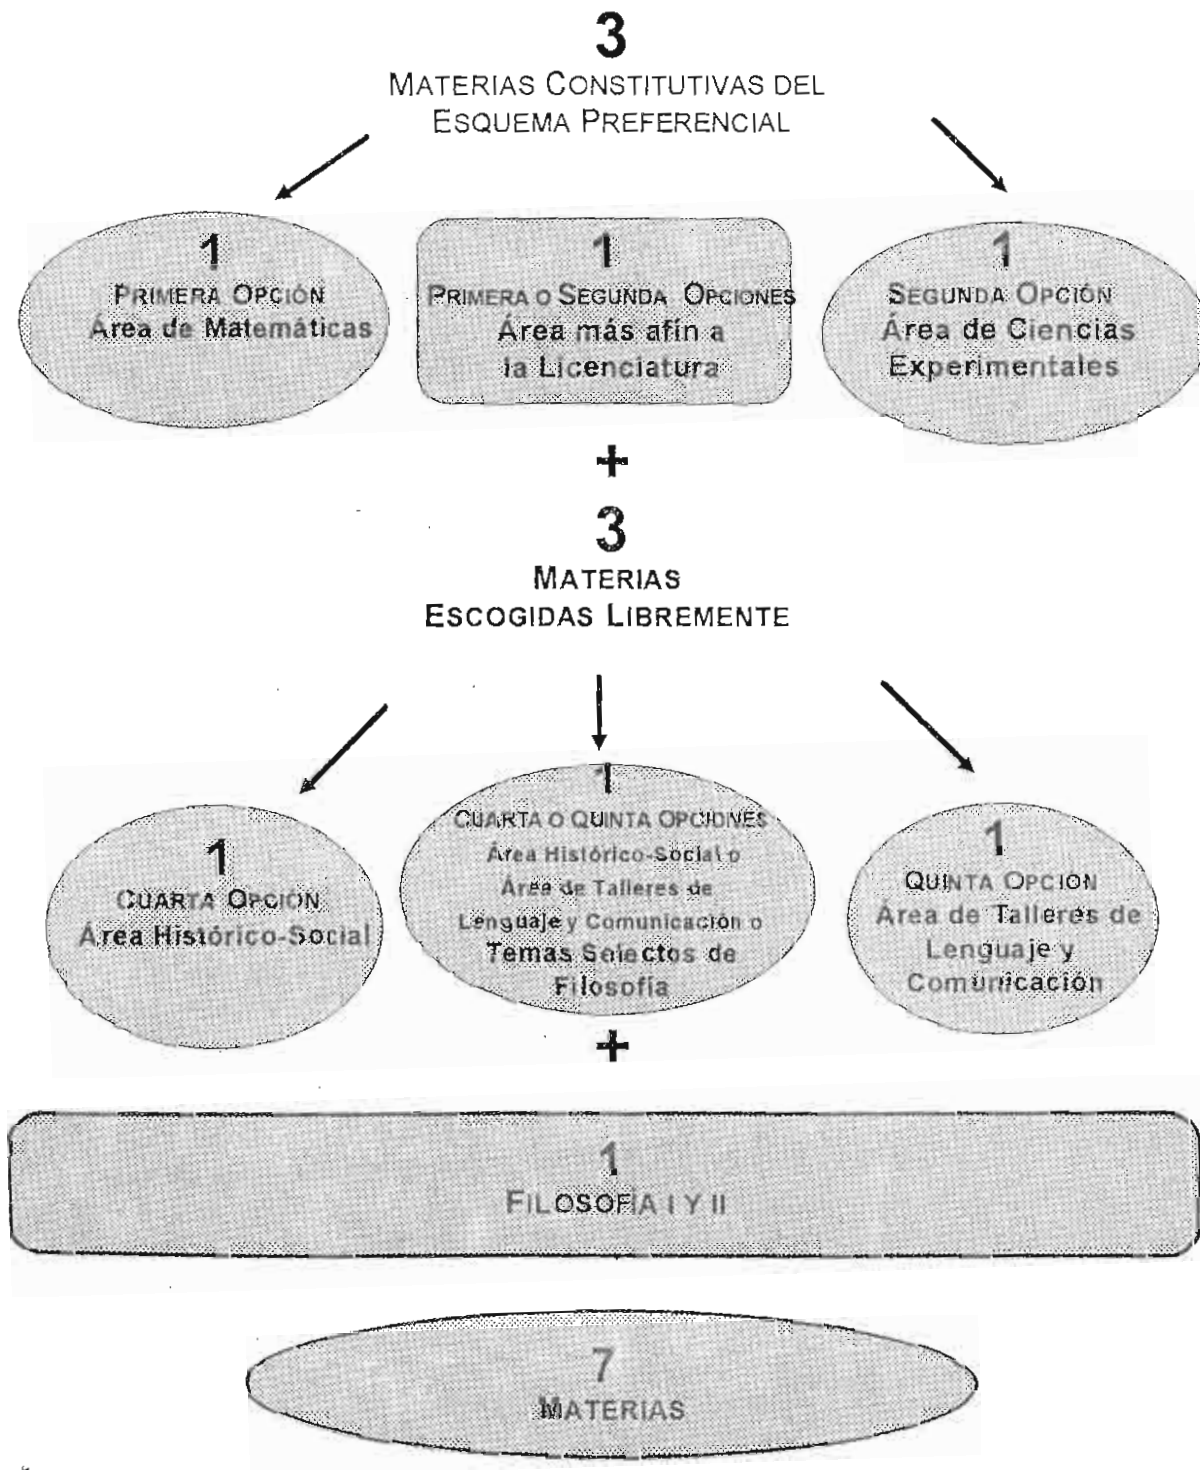 3
MATERIAS CONSTITUTIVAS DEL
ESQUEMA PREFERENCIAL
1
PRIMERA OPCIÓN
Área de Matemáticas
1
PRIMERA O SEGUNDA OPCIONES
Área más afín a
la Licenciatura
1
SEGUNDA OPCIÓN
Área de Ciencias
Experimentales
+
3
MATERIAS
ESCOGIDAS LIBREMENTE
1
CUARTA OPCIÓN
Área Histórico-Social
1
CUARTA O QUINTA OPCIONES
Área Histórico-Social o
Área de Talleres de
Lenguaje y Comunicación o
Temas Selectos de
Filosofía
1
QUINTA OPCION
Área de Talleres de
Lenguaje y
Comunicación
+
1
FILOSOFÍA I Y II
7
MATERIAS